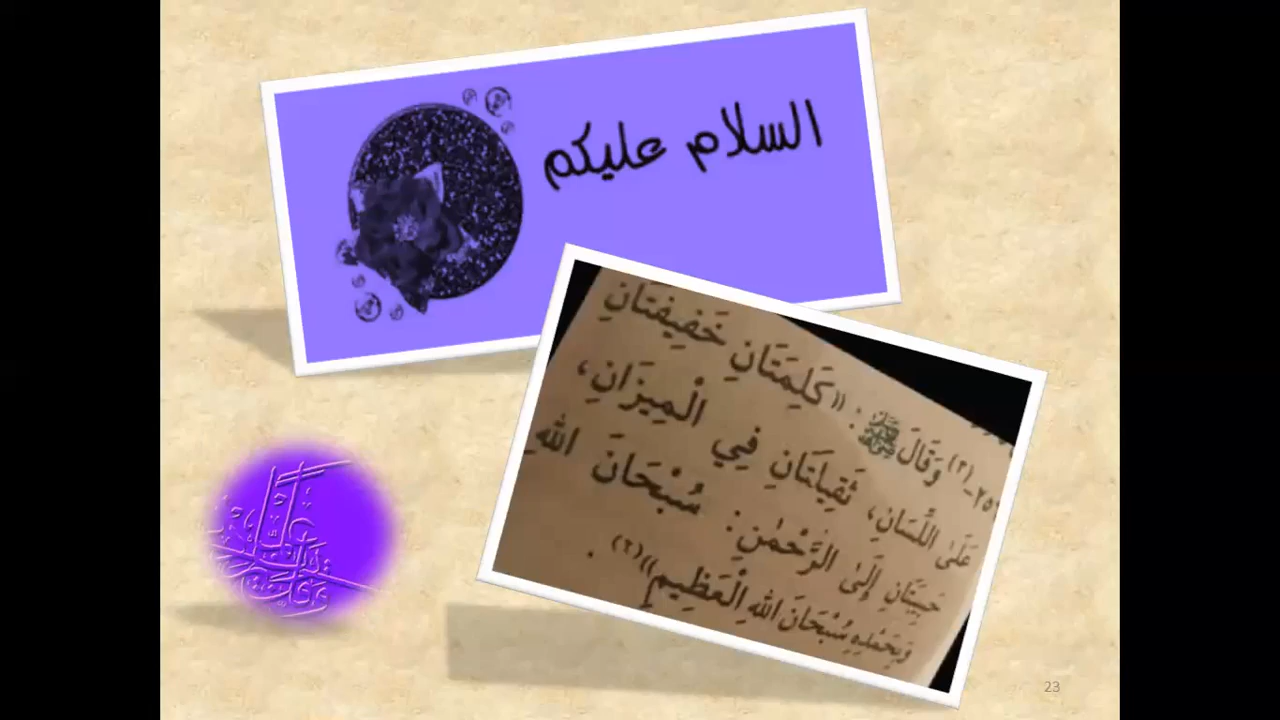 السلام عليكم
٢٥٥-(٢) وَقَالَ ﷺ: «كَلِمَتَانِ خَفِيفَتَانِ
عَلَى اللِّسَانِ، ثَقِيلَتَانِ فِي الْمِيزَانِ،
حَبِيبَتَانِ إِلَى الرَّحْمٰنِ: سُبْحَانَ اللهِ
وَبِحَمْدِهِ سُبْحَانَ اللهِ الْعَظِيمِ»(٢).
23